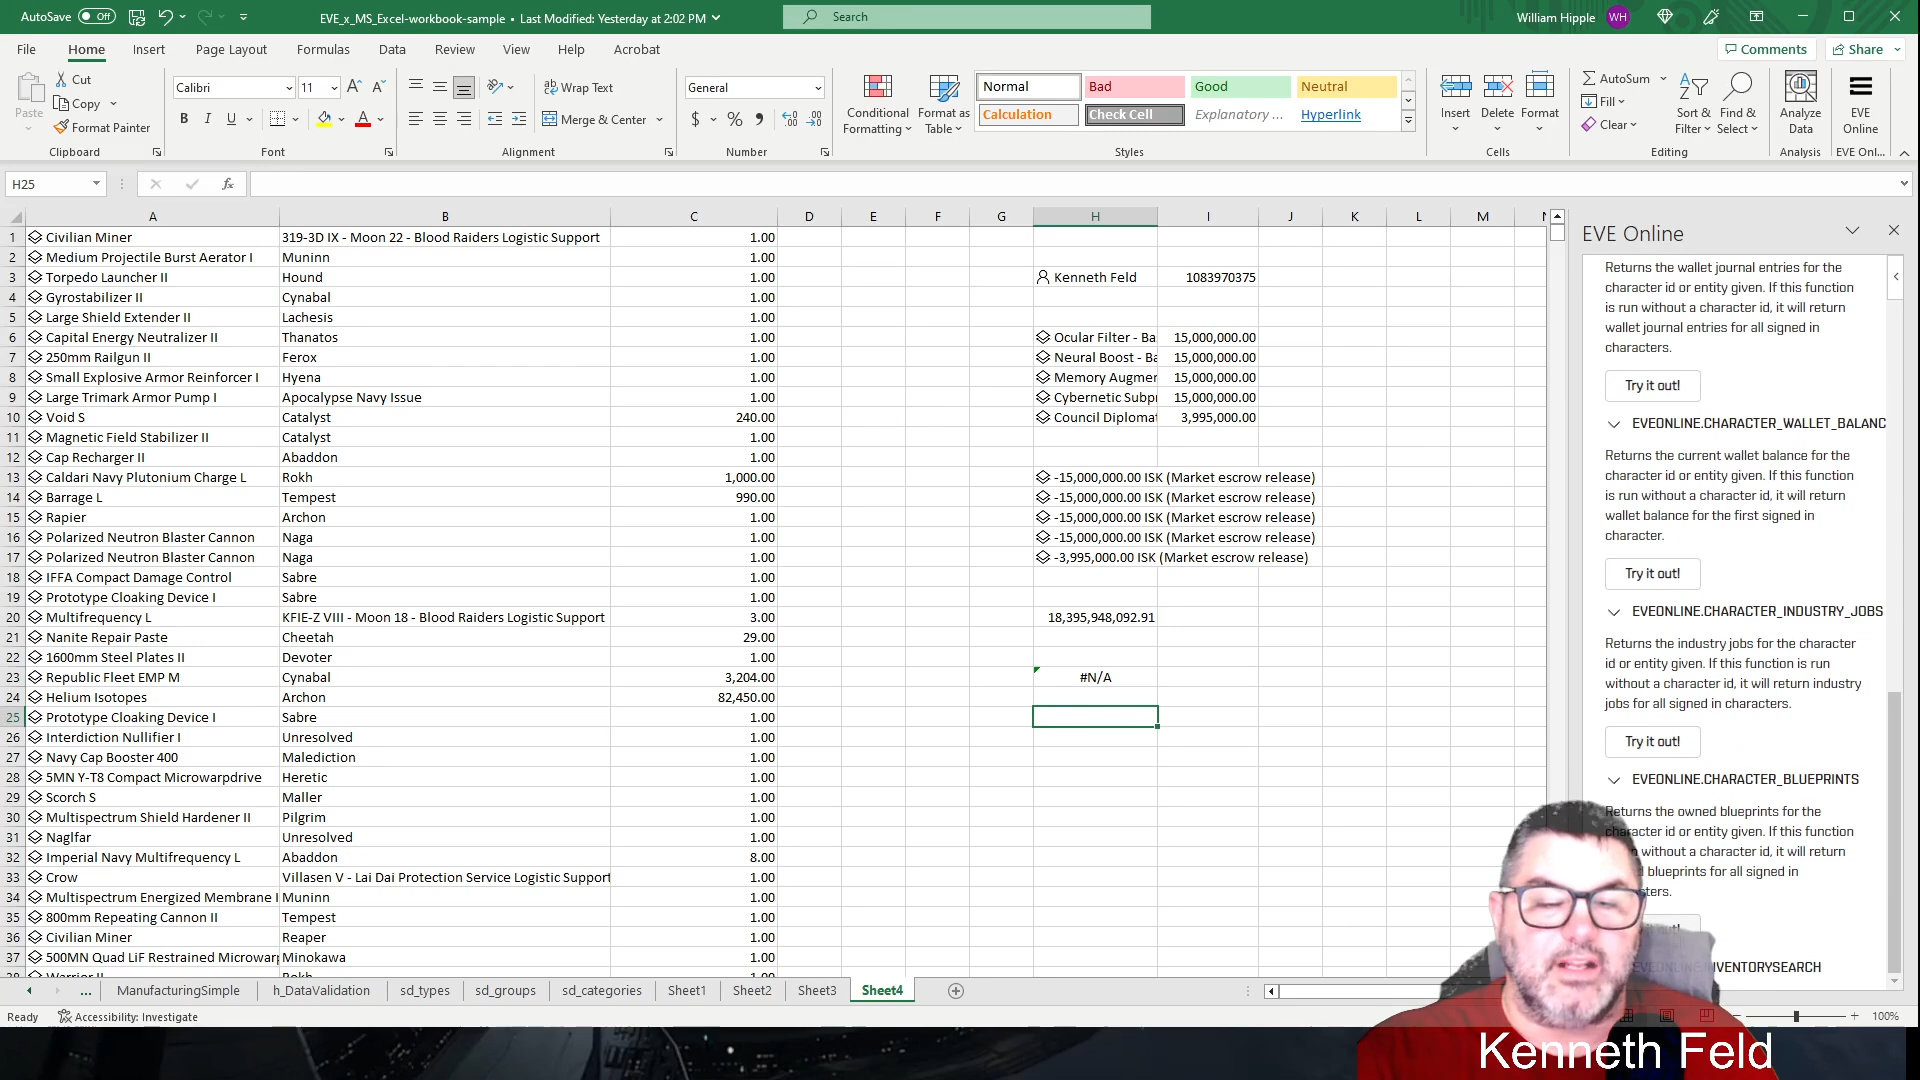 AutoSave Off EVE_x_MS_Excel-workbook-sample • Last Modified: Yesterday at 2:02 PM Search William Hipple WH
File Home Insert Page Layout Formulas Data Review View Help Acrobat Comments Share
Paste Cut Copy Format Painter
Calibri 11 A A B I U A
Wrap Text
Merge & Center
General
$ % 9
Conditional Formatting Format as Table
Normal Bad Good Neutral
Calculation Check Cell Explanatory ... Hyperlink
Insert Delete Format
AutoSum Fill Clear
Sort & Filter Find & Select
Analyze Data
EVE Online
Clipboard Font Alignment Number Styles Cells Editing Analysis EVE Onl...
H25 fx
A B C D E F G H I J K L M
1 Civilian Miner 319-3D IX - Moon 22 - Blood Raiders Logistic Support 1.00
2 Medium Projectile Burst Aerator I Muninn 1.00
3 Torpedo Launcher II Hound 1.00 Kenneth Feld 1083970375
4 Gyrostabilizer II Cynabal 1.00
5 Large Shield Extender II Lachesis 1.00
6 Capital Energy Neutralizer II Thanatos 1.00 Ocular Filter - Ba 15,000,000.00
7 250mm Railgun II Ferox 1.00 Neural Boost - Ba 15,000,000.00
8 Small Explosive Armor Reinforcer I Hyena 1.00 Memory Augmer 15,000,000.00
9 Large Trimark Armor Pump I Apocalypse Navy Issue 1.00 Cybernetic Subpr 15,000,000.00
10 Void S Catalyst 240.00 Council Diplomat 3,995,000.00
11 Magnetic Field Stabilizer II Catalyst 1.00
12 Cap Recharger II Abaddon 1.00
13 Caldari Navy Plutonium Charge L Rokh 1,000.00 -15,000,000.00 ISK (Market escrow release)
14 Barrage L Tempest 990.00 -15,000,000.00 ISK (Market escrow release)
15 Rapier Archon 1.00 -15,000,000.00 ISK (Market escrow release)
16 Polarized Neutron Blaster Cannon Naga 1.00 -15,000,000.00 ISK (Market escrow release)
17 Polarized Neutron Blaster Cannon Naga 1.00 -3,995,000.00 ISK (Market escrow release)
18 IFFA Compact Damage Control Sabre 1.00
19 Prototype Cloaking Device I Sabre 1.00
20 Multifrequency L KFIE-Z VIII - Moon 18 - Blood Raiders Logistic Support 3.00 18,395,948,092.91
21 Nanite Repair Paste Cheetah 29.00
22 1600mm Steel Plates II Devoter 1.00
23 Republic Fleet EMP M Cynabal 3,204.00 #N/A
24 Helium Isotopes Archon 82,450.00
25 Prototype Cloaking Device I Sabre 1.00
26 Interdiction Nullifier I Unresolved 1.00
27 Navy Cap Booster 400 Malediction 1.00
28 5MN Y-T8 Compact Microwarpdrive Heretic 1.00
29 Scorch S Maller 1.00
30 Multispectrum Shield Hardener II Pilgrim 1.00
31 Naglfar Unresolved 1.00
32 Imperial Navy Multifrequency L Abaddon 8.00
33 Crow Villasen V - Lai Dai Protection Service Logistic Support 1.00
34 Multispectrum Energized Membrane I Muninn 1.00
35 800mm Repeating Cannon II Tempest 1.00
36 Civilian Miner Reaper 1.00
37 500MN Quad LiF Restrained Microwarp Minokawa 1.00
38 Warrior II Rokh 1.00
EVE Online
Returns the wallet journal entries for the
character id or entity given. If this function
is run without a character id, it will return
wallet journal entries for all signed in
characters.
Try it out!
EVEONLINE.CHARACTER_WALLET_BALANC
Returns the current wallet balance for the
character id or entity given. If this function
is run without a character id, it will return
wallet balance for the first signed in
character.
Try it out!
EVEONLINE.CHARACTER_INDUSTRY_JOBS
Returns the industry jobs for the character
id or entity given. If this function is run
without a character id, it will return industry
jobs for all signed in characters.
Try it out!
EVEONLINE.CHARACTER_BLUEPRINTS
Returns the owned blueprints for the
character id or entity given. If this function
without a character id, it will return
blueprints for all signed in
... ManufacturingSimple h_DataValidation sd_types sd_groups sd_categories Sheet1 Sheet2 Sheet3 Sheet4
Ready Accessibility: Investigate 100%
Kenneth Feld